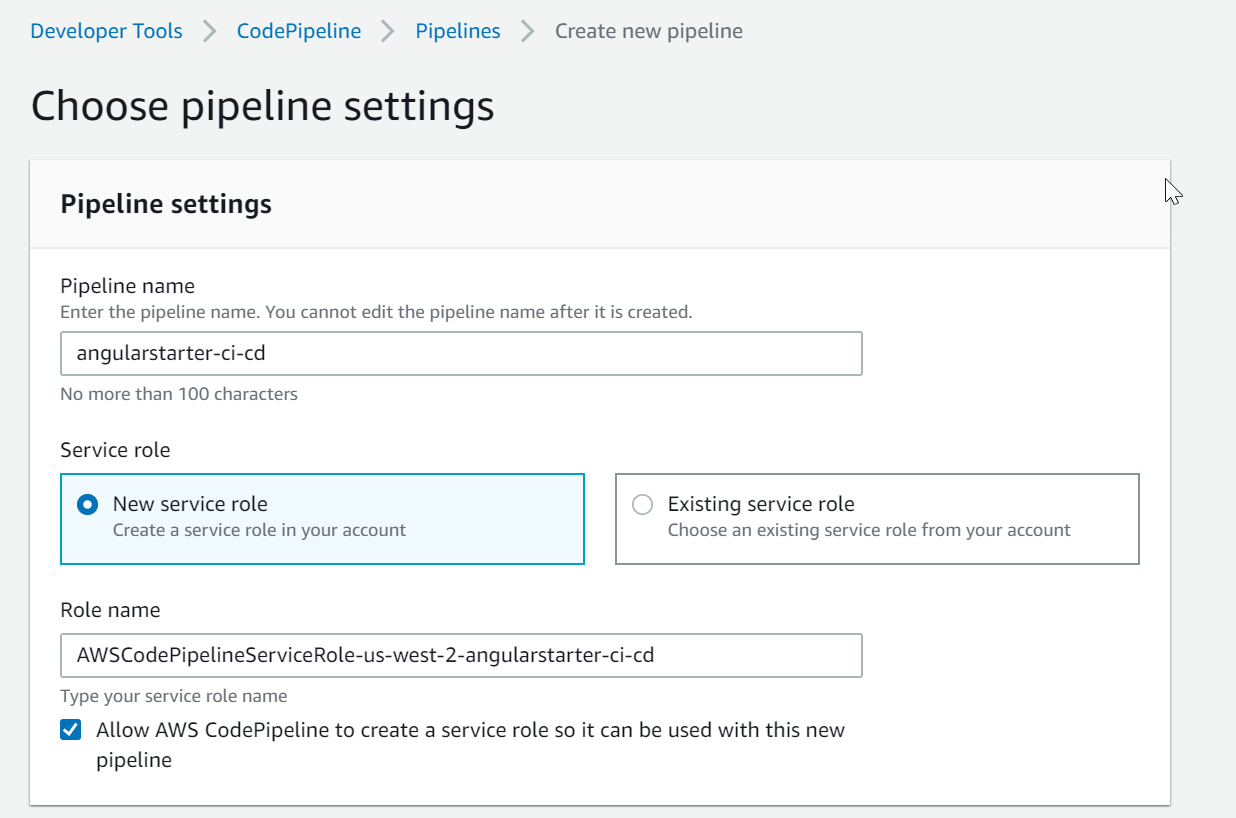 Developer Tools > CodePipeline > Pipelines > Create new pipeline
Choose pipeline settings
Pipeline settings
Pipeline name
Enter the pipeline name. You cannot edit the pipeline name after it is created.
angularstarter-ci-cd
No more than 100 characters
Service role
New service role
Create a service role in your account
Existing service role
Choose an existing service role from your account
Role name
AWSCodePipelineServiceRole-us-west-2-angularstarter-ci-cd
Type your service role name
Allow AWS CodePipeline to create a service role so it can be used with this new
pipeline